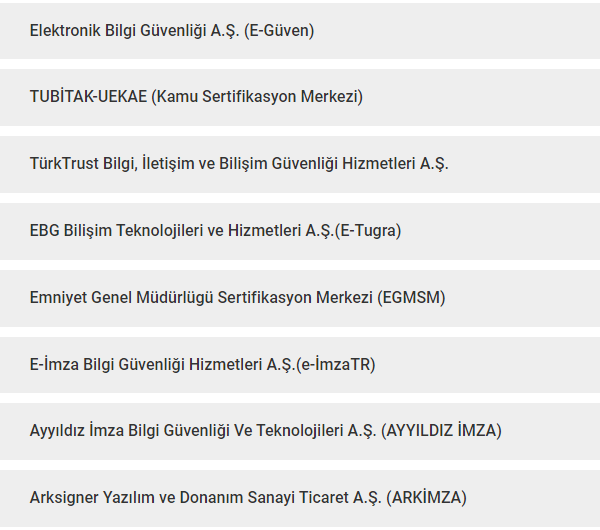 Elektronik Bilgi Güvenliği A.Ş. (E-Güven)
TUBİTAK-UEKAE (Kamu Sertifikasyon Merkezi)
TürkTrust Bilgi, İletişim ve Bilişim Güvenliği Hizmetleri A.Ş.
EBG Bilişim Teknolojileri ve Hizmetleri A.Ş.(E-Tugra)
Emniyet Genel Müdürlügü Sertifikasyon Merkezi (EGMSM)
E-İmza Bilgi Güvenliği Hizmetleri A.Ş.(e-İmzaTR)
Ayyıldız İmza Bilgi Güvenliği Ve Teknolojileri A.Ş. (AYYILDIZ İMZA)
Arksigner Yazılım ve Donanım Sanayi Ticaret A.Ş. (ARKİMZA)